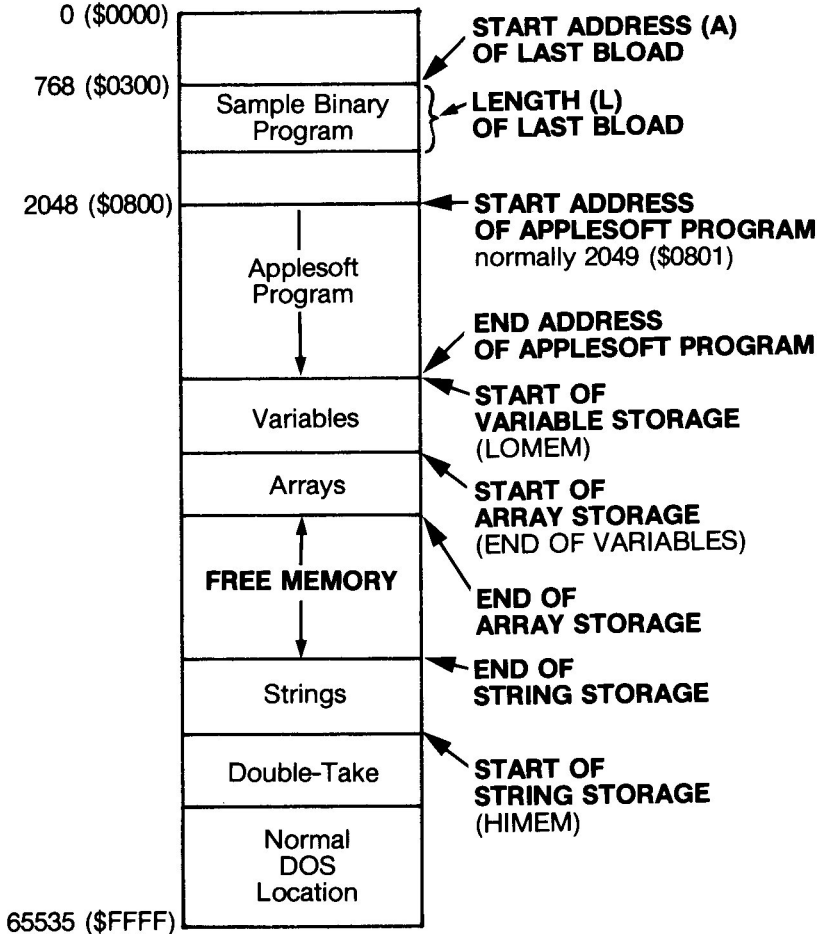 0 ($0000)
START ADDRESS (A)
OF LAST BLOAD
768 ($0300)
Sample Binary
Program
LENGTH (L)
OF LAST BLOAD
2048 ($0800)
START ADDRESS
OF APPLESOFT PROGRAM
normally 2049 ($0801)
Applesoft
Program
END ADDRESS
OF APPLESOFT PROGRAM
START OF
VARIABLE STORAGE
(LOMEM)
Variables
Arrays
START OF
ARRAY STORAGE
(END OF VARIABLES)
FREE MEMORY
END OF
ARRAY STORAGE
END OF
STRING STORAGE
Strings
Double-Take
START OF
STRING STORAGE
(HIMEM)
Normal
DOS
Location
65535 ($FFFF)